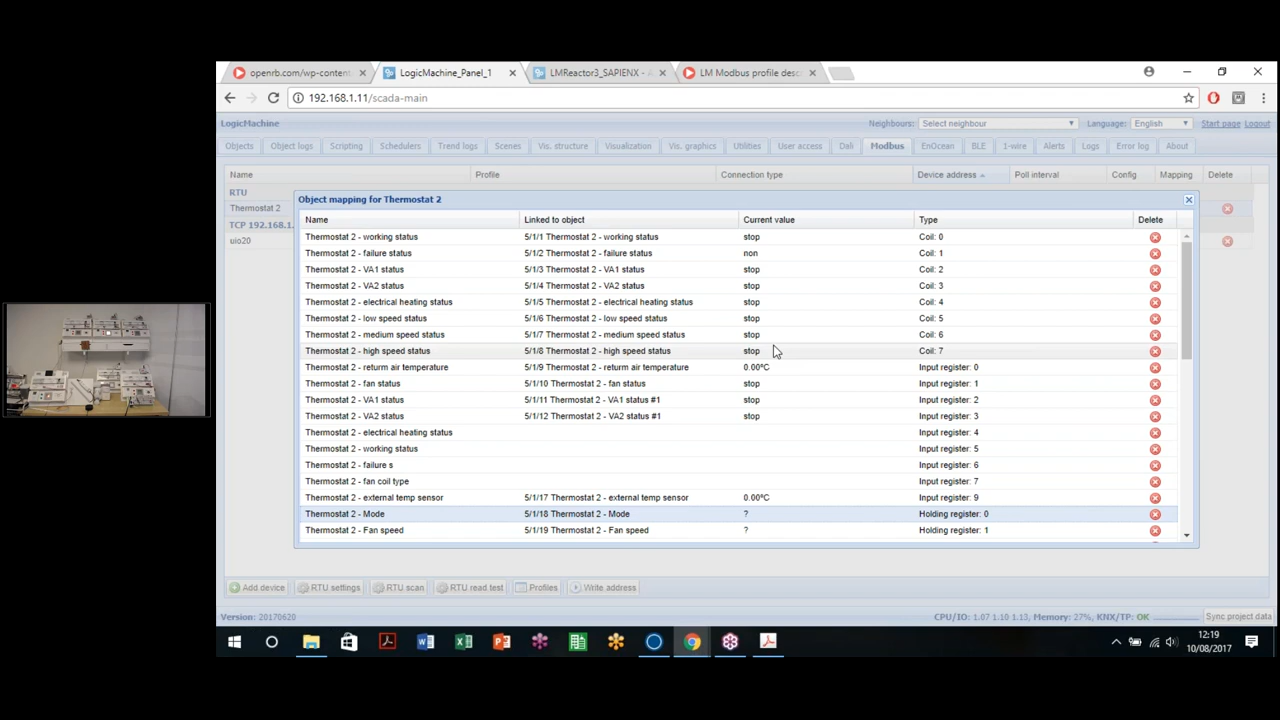 openrb.com/wp-content
LogicMachine_Panel_1
LMReactor3_SAPIENX - A
LM Modbus profile desc
192.168.1.11/scada-main
LogicMachine
Neighbours: Select neighbour Language: English Start page Logout
Objects Object logs Scripting Schedulers Trend logs Scenes Vis. structure Visualization Vis. graphics Utilities User access Dali Modbus EnOcean BLE 1-wire Alerts Logs Error log About
Name Profile Connection type Device address Poll interval Config Mapping Delete
RTU
Thermostat 2
TCP 192.168.1.
uio20
Object mapping for Thermostat 2
Name Linked to object Current value Type Delete
Thermostat 2 - working status 5/1/1 Thermostat 2 - working status stop Coil: 0
Thermostat 2 - failure status 5/1/2 Thermostat 2 - failure status non Coil: 1
Thermostat 2 - VA1 status 5/1/3 Thermostat 2 - VA1 status stop Coil: 2
Thermostat 2 - VA2 status 5/1/4 Thermostat 2 - VA2 status stop Coil: 3
Thermostat 2 - electrical heating status 5/1/5 Thermostat 2 - electrical heating status stop Coil: 4
Thermostat 2 - low speed status 5/1/6 Thermostat 2 - low speed status stop Coil: 5
Thermostat 2 - medium speed status 5/1/7 Thermostat 2 - medium speed status stop Coil: 6
Thermostat 2 - high speed status 5/1/8 Thermostat 2 - high speed status stop Coil: 7
Thermostat 2 - returm air temperature 5/1/9 Thermostat 2 - returm air temperature 0.00°C Input register: 0
Thermostat 2 - fan status 5/1/10 Thermostat 2 - fan status stop Input register: 1
Thermostat 2 - VA1 status 5/1/11 Thermostat 2 - VA1 status #1 stop Input register: 2
Thermostat 2 - VA2 status 5/1/12 Thermostat 2 - VA2 status #1 stop Input register: 3
Thermostat 2 - electrical heating status Input register: 4
Thermostat 2 - working status Input register: 5
Thermostat 2 - failure s Input register: 6
Thermostat 2 - fan coil type Input register: 7
Thermostat 2 - external temp sensor 5/1/17 Thermostat 2 - external temp sensor 0.00°C Input register: 9
Thermostat 2 - Mode 5/1/18 Thermostat 2 - Mode ? Holding register: 0
Thermostat 2 - Fan speed 5/1/19 Thermostat 2 - Fan speed ? Holding register: 1
Add device RTU settings RTU scan RTU read test Profiles Write address
Version: 20170620 CPU/IO: 1.07 1.10 1.13, Memory: 27%, KNX/TP: OK Sync project data
12:19
10/08/2017